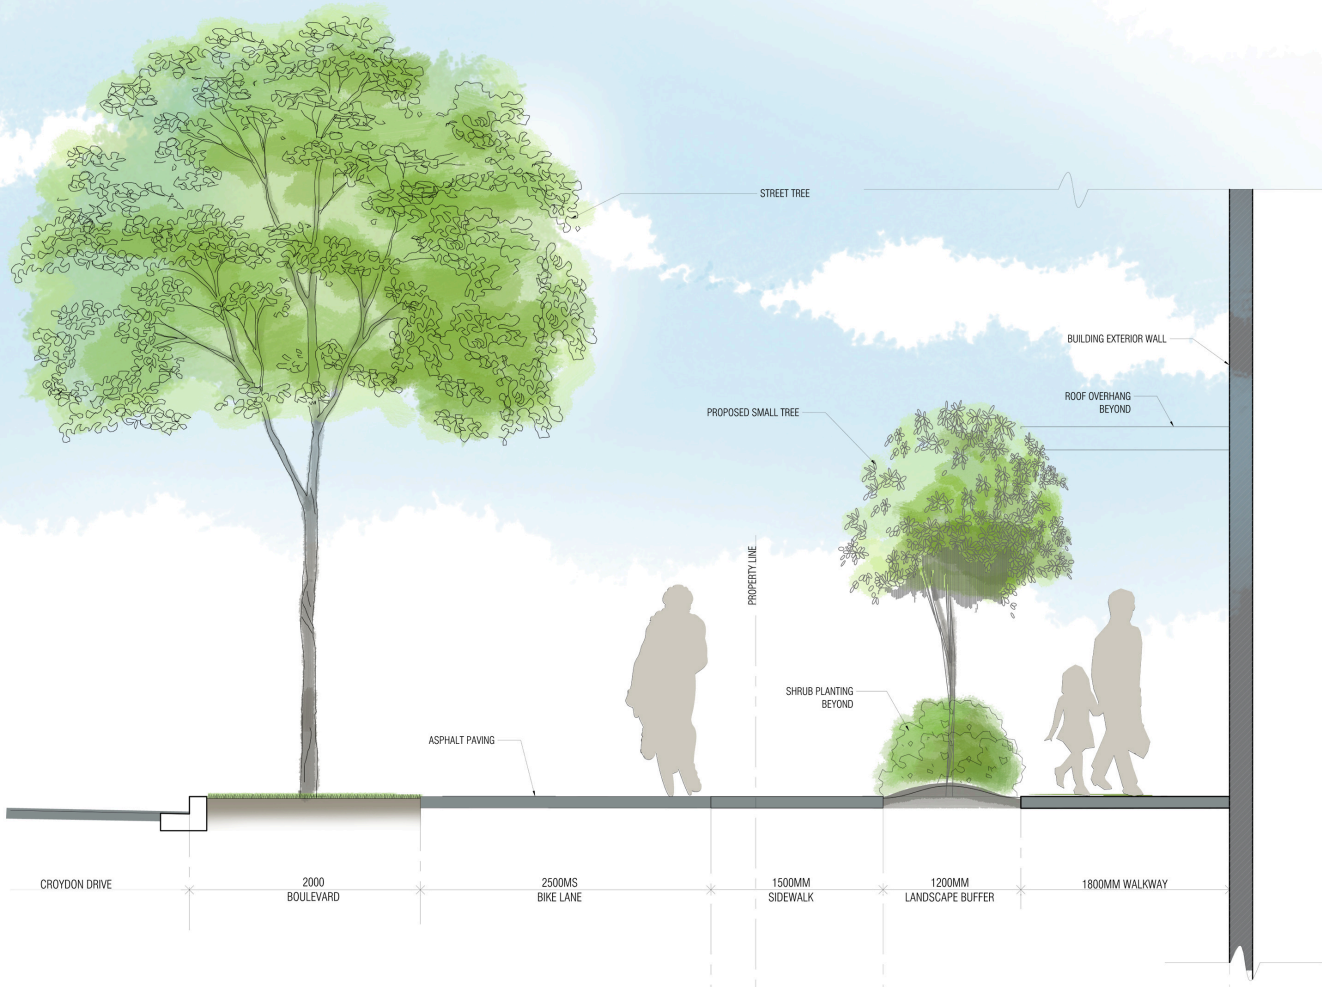 STREET TREE
BUILDING EXTERIOR WALL
ROOF OVERHANG
BEYOND
PROPOSED SMALL TREE
PROPERTY LINE
SHRUB PLANTING
BEYOND
ASPHALT PAVING
CROYDON DRIVE
2000
BOULEVARD
2500MS
BIKE LANE
1500MM
SIDEWALK
1200MM
LANDSCAPE BUFFER
1800MM WALKWAY